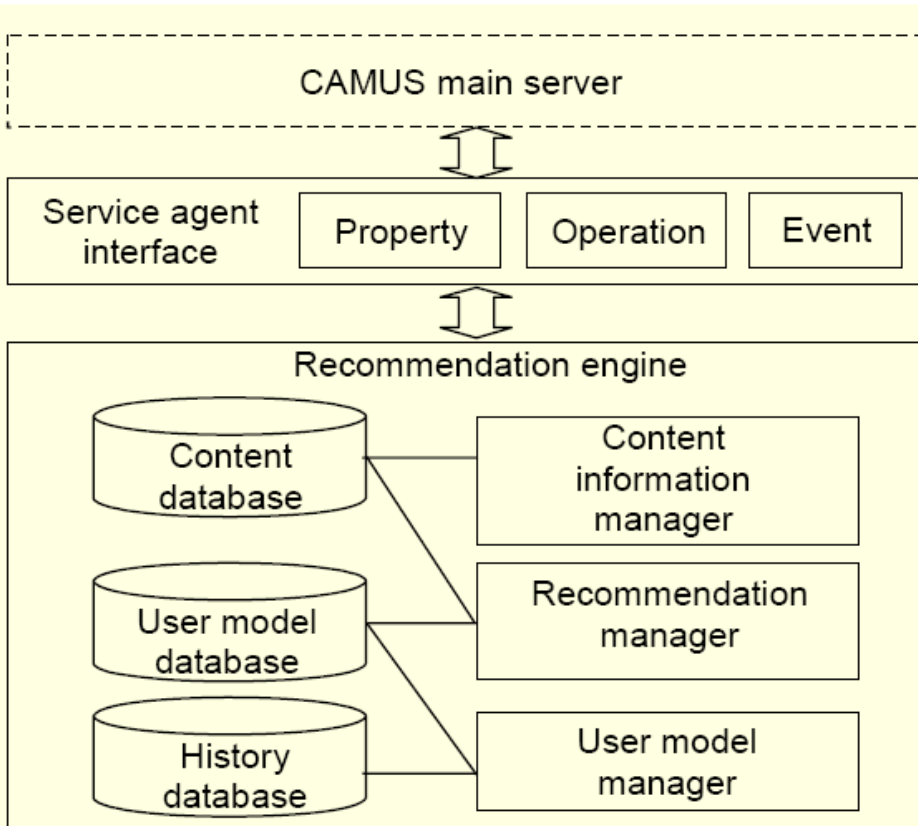 CAMUS main server
Service agent
interface
Property
Operation
Event
Recommendation engine
Content
database
Content
information
manager
User model
database
Recommendation
manager
History
database
User model
manager